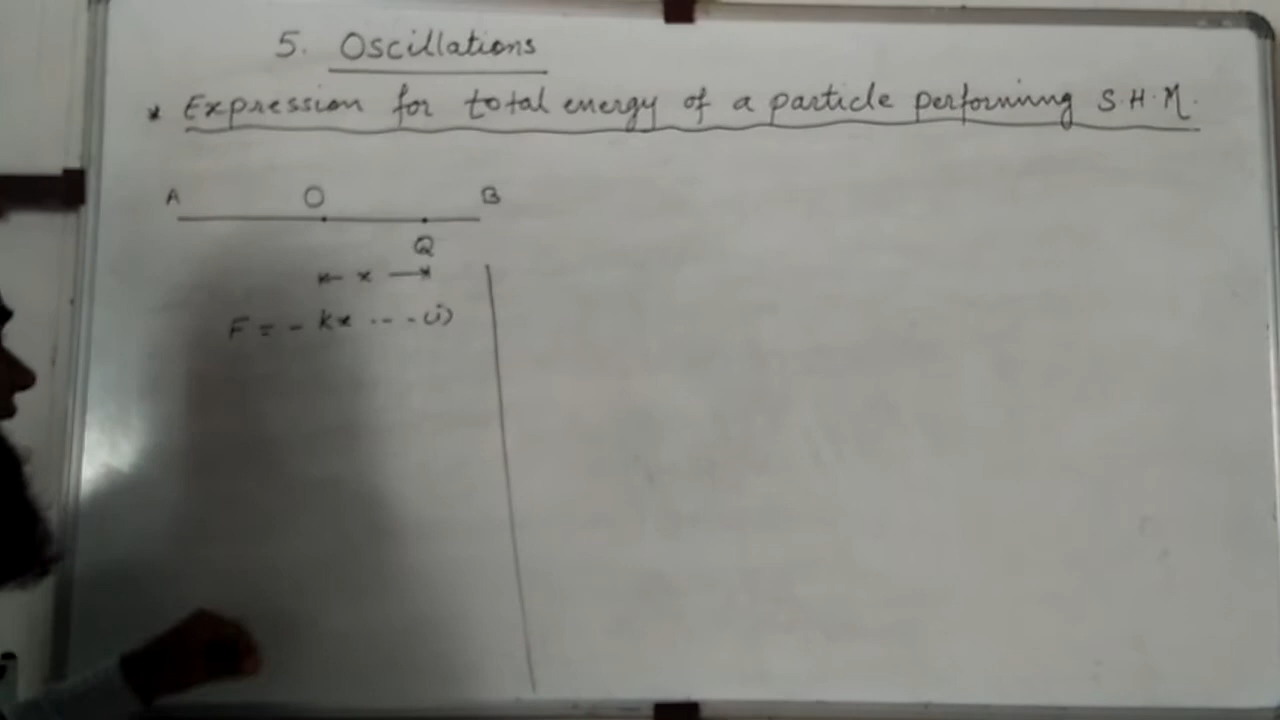 5. Oscillations
* Expression for total energy of a particle performing S.H.M.
A O B
Q
x
F = - kx ... (i)